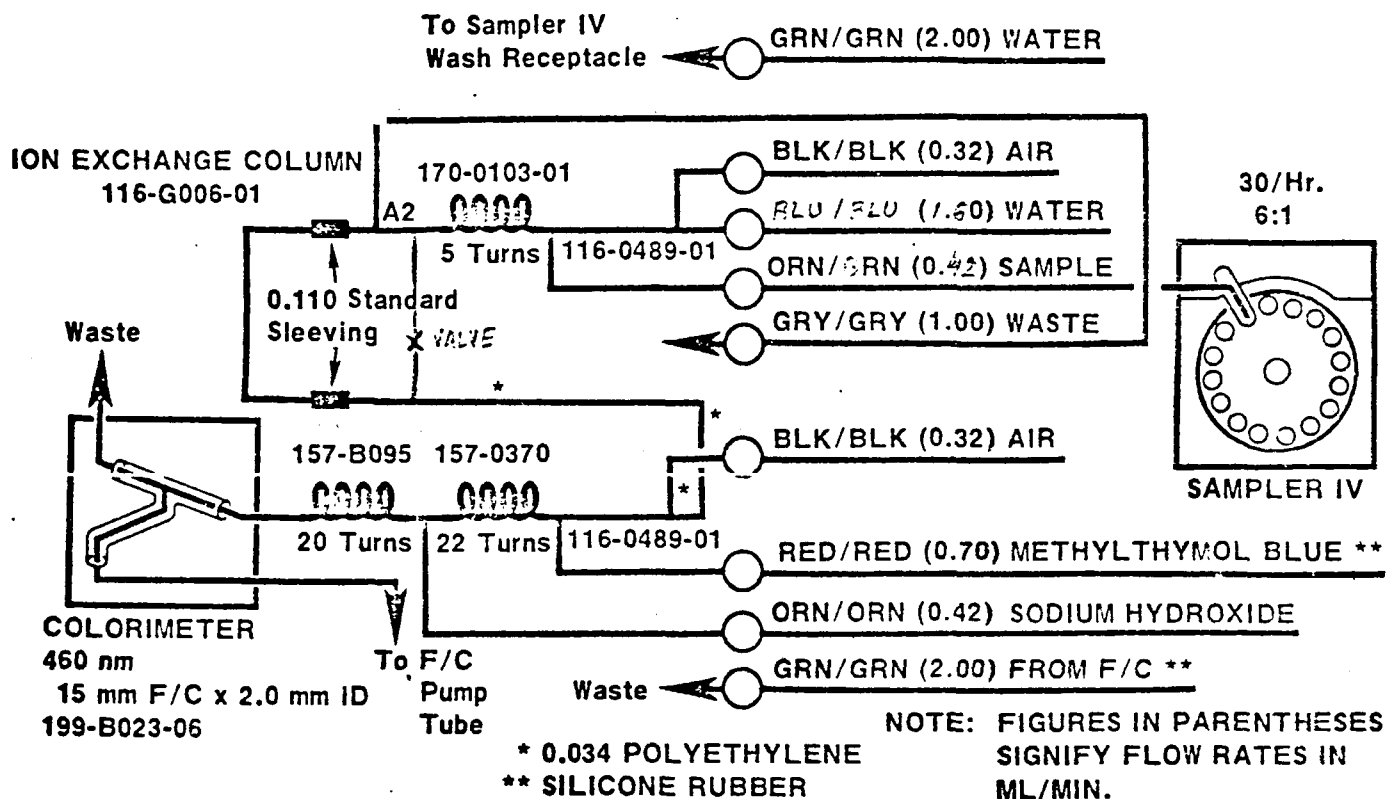 To Sampler IV
Wash Receptacle
GRN/GRN (2.00) WATER
ION EXCHANGE COLUMN
116-G006-01
170-0103-01
A2
5 Turns
116-0489-01
BLK/BLK (0.32) AIR
BLU/BLU (1.60) WATER
ORN/GRN (0.42) SAMPLE
GRY/GRY (1.00) WASTE
0.110 Standard
Sleeving
VALVE
30/Hr.
6:1
SAMPLER IV
Waste
*
*
*
BLK/BLK (0.32) AIR
157-B095
157-0370
20 Turns
22 Turns
116-0489-01
RED/RED (0.70) METHYLTHYMOL BLUE **
ORN/ORN (0.42) SODIUM HYDROXIDE
GRN/GRN (2.00) FROM F/C **
Waste
COLORIMETER
460 nm
15 mm F/C x 2.0 mm ID
199-B023-06
To F/C
Pump
Tube
* 0.034 POLYETHYLENE
** SILICONE RUBBER
NOTE: FIGURES IN PARENTHESES
SIGNIFY FLOW RATES IN
ML/MIN.